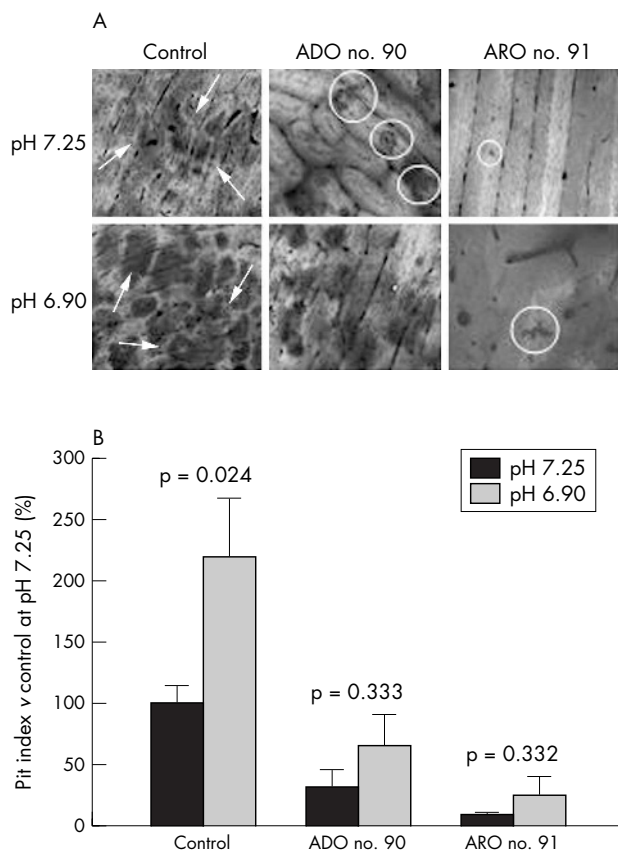 A
Control ADO no. 90 ARO no. 91
pH 7.25
pH 6.90
B
Pit index v control at pH 7.25 (%)
300
250
200
150
100
50
0
p = 0.024
p = 0.333
p = 0.332
pH 7.25
pH 6.90
Control ADO no. 90 ARO no. 91